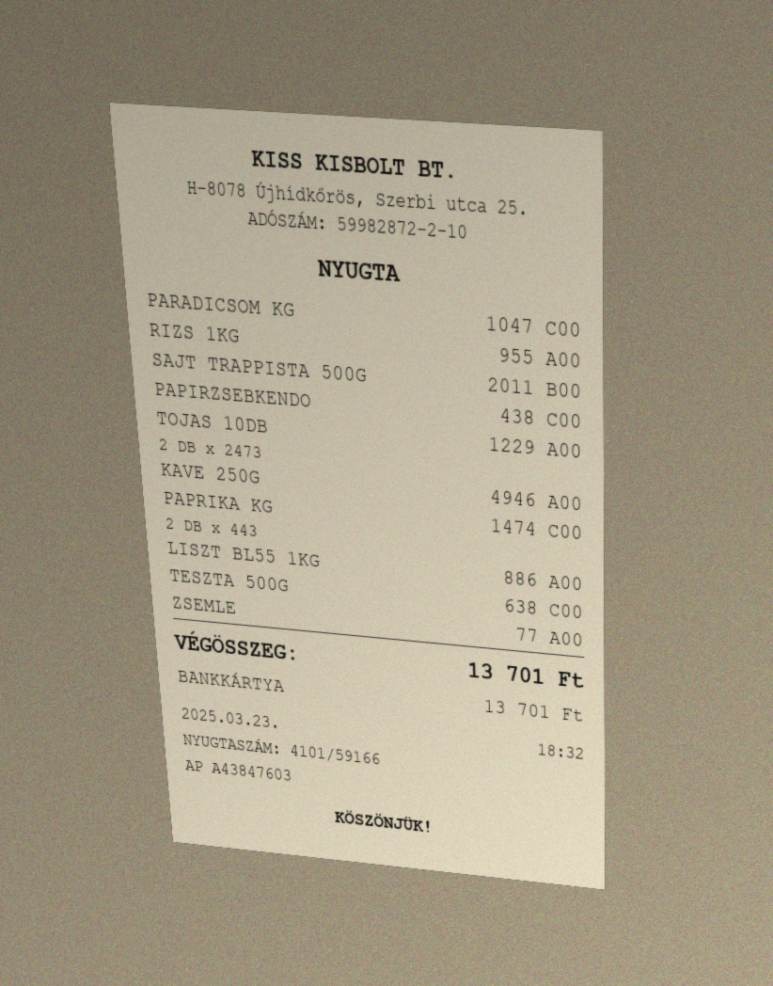 KISS KISBOLT BT.
H-8078 Újhidkőrös, Szerbi utca 25.
ADÓSZÁM: 59982872-2-10
NYUGTA
PARADICSOM KG 1047 C00
RIZS 1KG 955 A00
SAJT TRAPPISTA 500G 2011 B00
PAPIRZSEBKENDO 438 C00
TOJAS 10DB 1229 A00
2 DB x 2473
KAVE 250G 4946 A00
PAPRIKA KG 1474 C00
2 DB x 443
LISZT BL55 1KG 886 A00
TESZTA 500G 638 C00
ZSEMLE 77 A00
VÉGÖSSZEG: 13 701 Ft
BANKKÁRTYA 13 701 Ft
2025.03.23. 18:32
NYUGTASZÁM: 4101/59166
AP A43847603
KÖSZÖNJÜK!